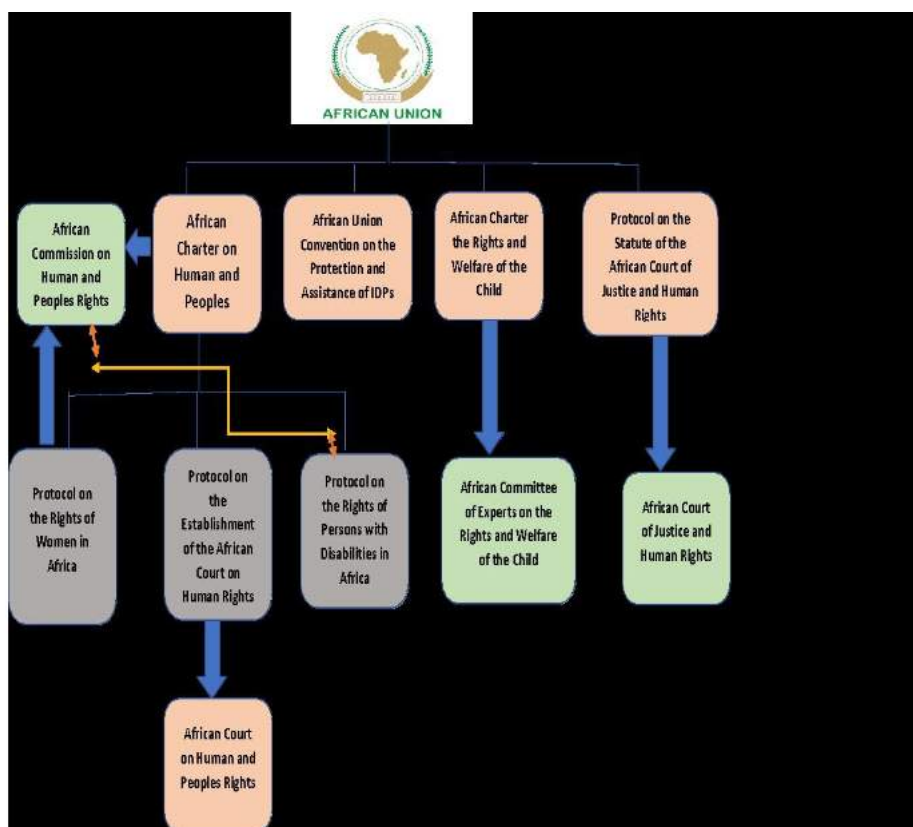 AFRICAN UNION
African
Commission on
Human and
Peoples Rights
African
Charter on
Human and
Peoples
African Union
Convention on the
Protection and
Assistance of IDPs
African Charter
the Rights and
Welfare of the
Child
Protocol on the
Statute of the
African Court of
Justice and Human
Rights
Protocol on
the Rights of
Women in
Africa
Protocol on
the
Establishment
of the African
Court on
Human Rights
Protocol on
the Rights of
Persons with
Disabilities in
Africa
African Committee
of Experts on the
Rights and Welfare
of the Child
African Court
of Justice and
Human Rights
African Court
on Human and
Peoples Rights